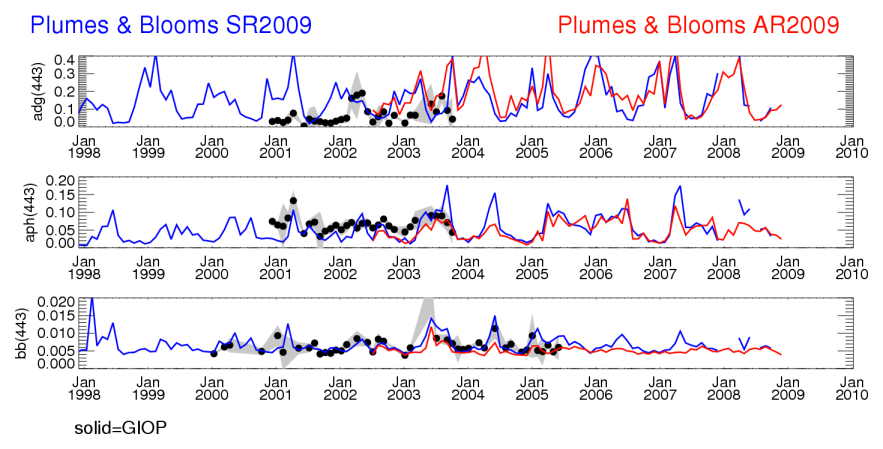 Plumes & Blooms SR2009 Plumes & Blooms AR2009
adg(443)
0.4
0.3
0.2
0.1
0.0
Jan 1998 Jan 1999 Jan 2000 Jan 2001 Jan 2002 Jan 2003 Jan 2004 Jan 2005 Jan 2006 Jan 2007 Jan 2008 Jan 2009 Jan 2010
aph(443)
0.20
0.15
0.10
0.05
0.00
Jan 1998 Jan 1999 Jan 2000 Jan 2001 Jan 2002 Jan 2003 Jan 2004 Jan 2005 Jan 2006 Jan 2007 Jan 2008 Jan 2009 Jan 2010
bb(443)
0.020
0.015
0.010
0.005
0.000
Jan 1998 Jan 1999 Jan 2000 Jan 2001 Jan 2002 Jan 2003 Jan 2004 Jan 2005 Jan 2006 Jan 2007 Jan 2008 Jan 2009 Jan 2010
solid=GIOP